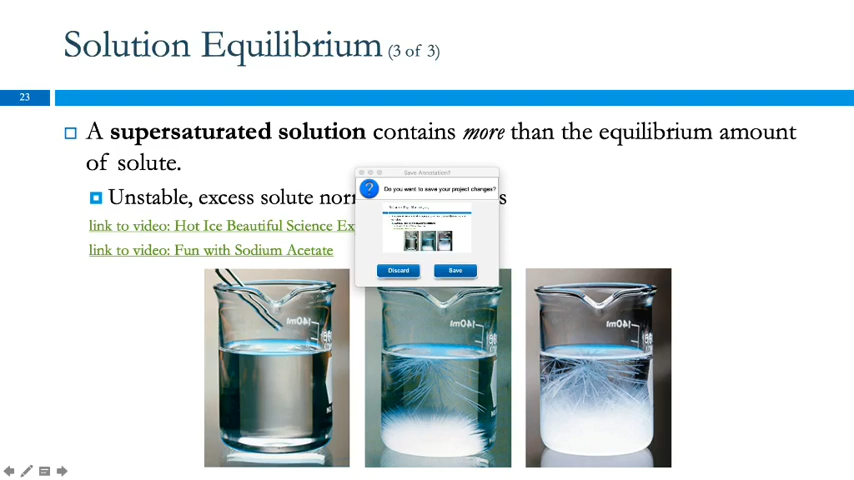 Solution Equilibrium (3 of 3)
23
A supersaturated solution contains more than the equilibrium amount
of solute.
Unstable, excess solute
link to video: Hot Ice Beautiful Science
link to video: Fun with Sodium Acetate
Save Annotation?
Do you want to save your project changes?
Discard
Save
140ml
140ml
140ml